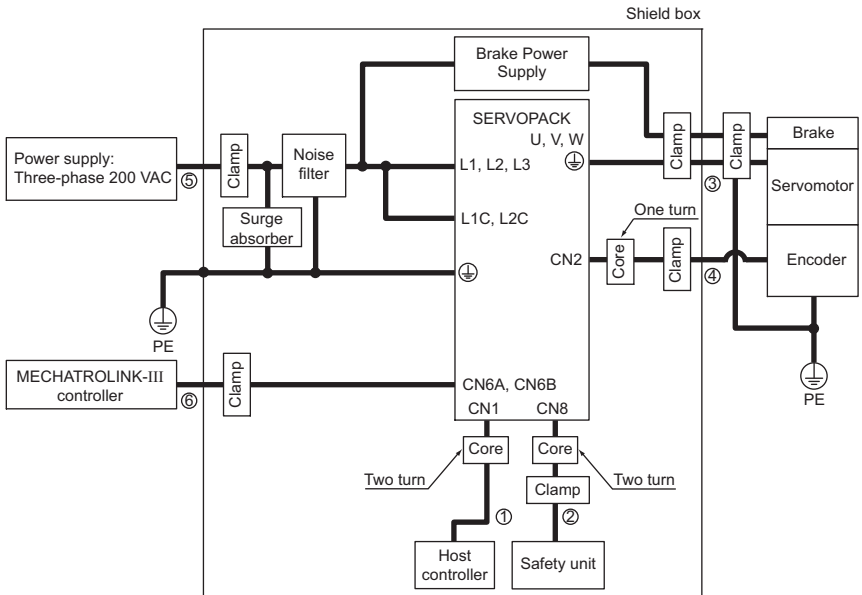 Shield box
Brake Power
Supply
SERVOPACK
U, V, W
Clamp
Clamp
Brake
Power supply:
Three-phase 200 VAC
⑤
Clamp
Noise
filter
L1, L2, L3
③
Servomotor
Surge
absorber
L1C, L2C
One turn
CN2
Core
Clamp
④
Encoder
PE
MECHATROLINK-III
controller
⑥
Clamp
CN6A, CN6B
PE
CN1
CN8
Core
Core
Two turn
Two turn
Clamp
①
②
Host
controller
Safety unit